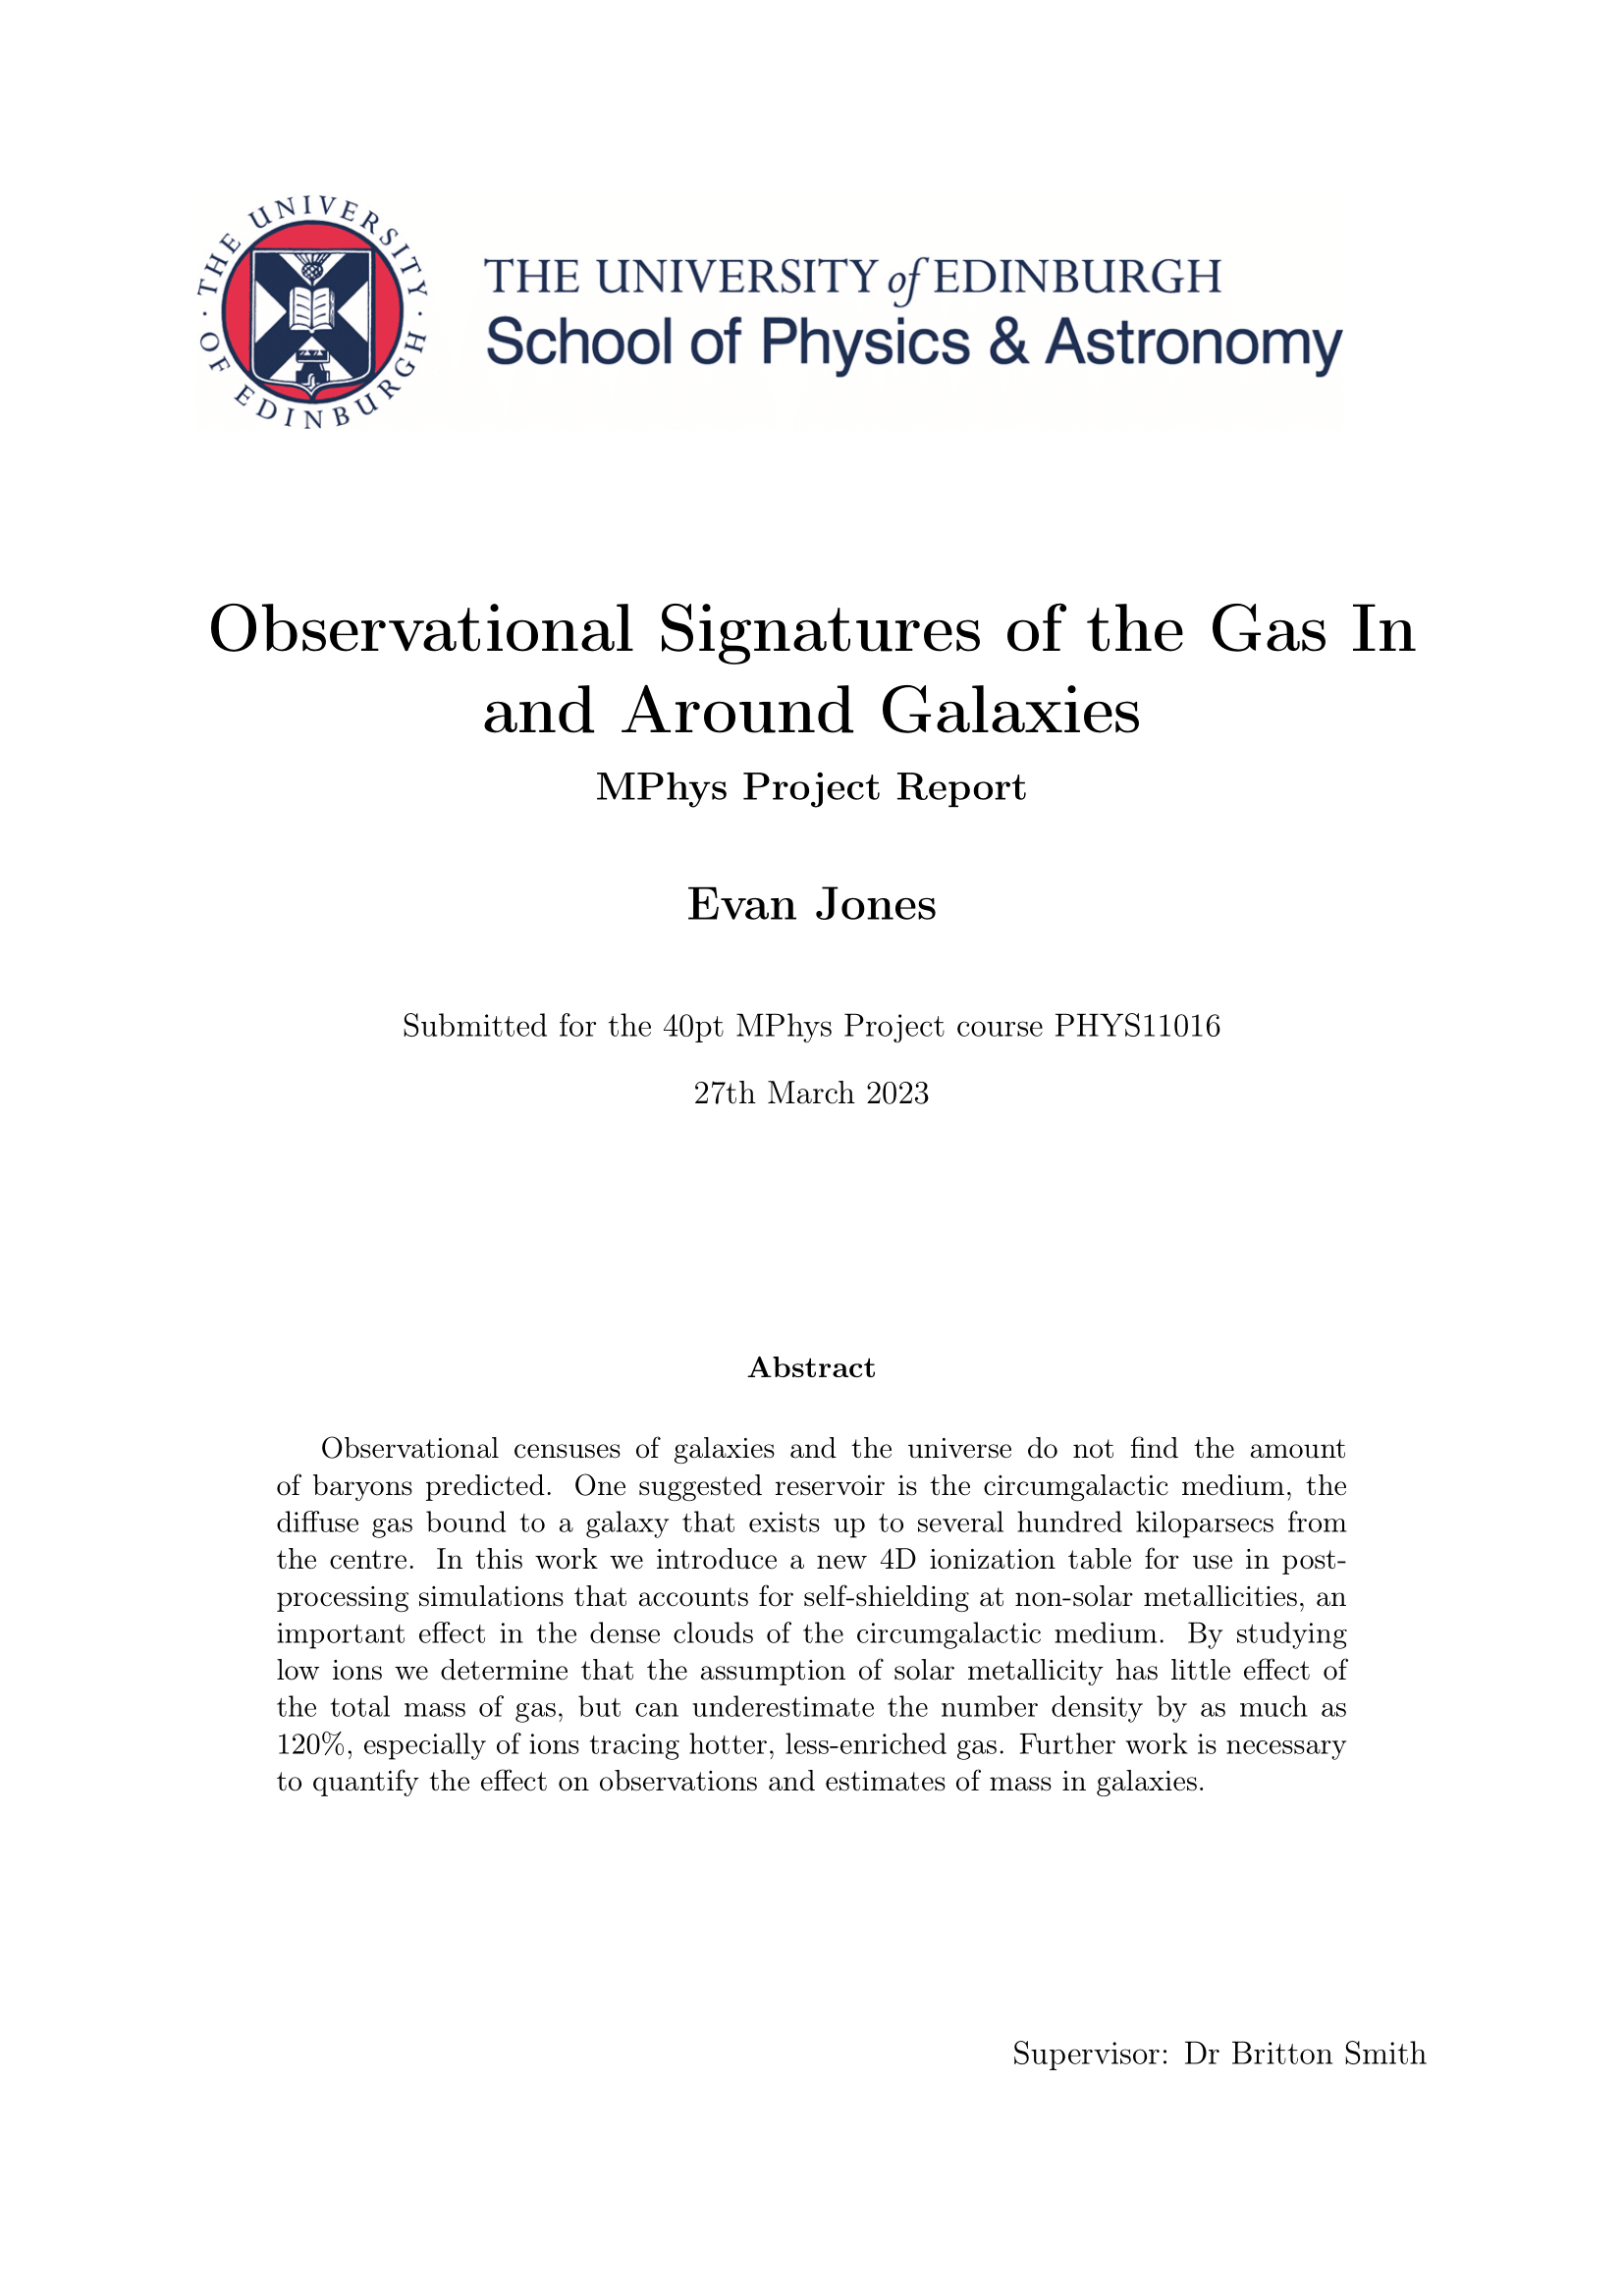 THE UNIVERSITY OF EDINBURGH
THE UNIVERSITY of EDINBURGH
School of Physics & Astronomy
Observational Signatures of the Gas In
and Around Galaxies
MPhys Project Report
Evan Jones
Submitted for the 40pt MPhys Project course PHYS11016
27th March 2023
Abstract
Observational censuses of galaxies and the universe do not find the amount
of baryons predicted. One suggested reservoir is the circumgalactic medium, the
diffuse gas bound to a galaxy that exists up to several hundred kiloparsecs from
the centre. In this work we introduce a new 4D ionization table for use in post-
processing simulations that accounts for self-shielding at non-solar metallicities, an
important effect in the dense clouds of the circumgalactic medium. By studying
low ions we determine that the assumption of solar metallicity has little effect of
the total mass of gas, but can underestimate the number density by as much as
120%, especially of ions tracing hotter, less-enriched gas. Further work is necessary
to quantify the effect on observations and estimates of mass in galaxies.
Supervisor: Dr Britton Smith